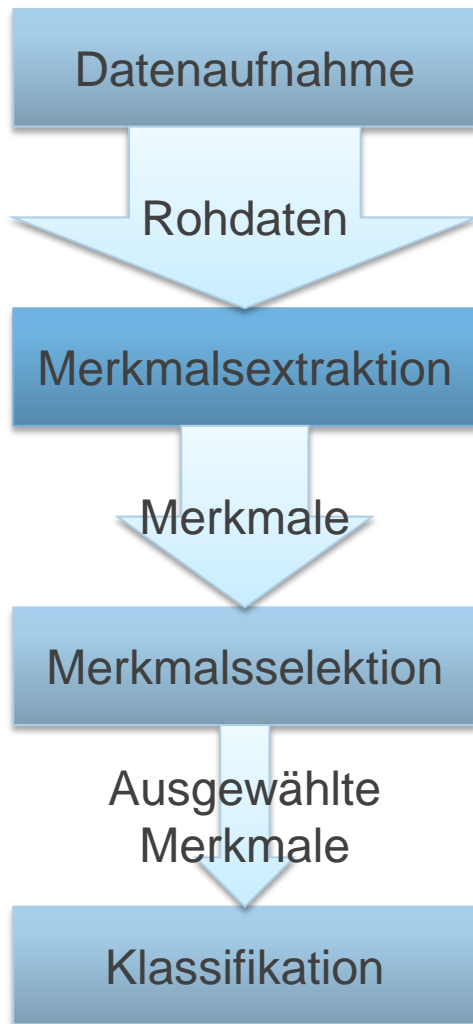 Datenaufnahme
Rohdaten
Merkmalsextraktion
Merkmale
Merkmalsselektion
Ausgewählte
Merkmale
Klassifikation